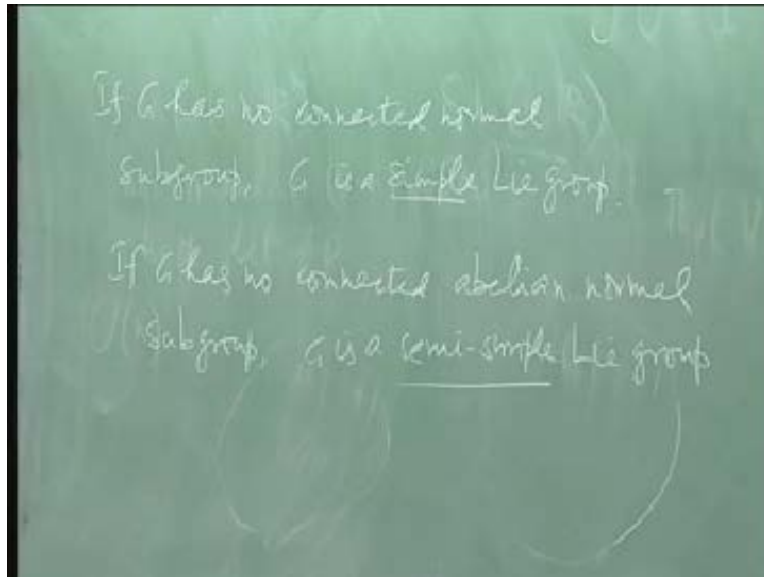 If G has no connected normal
subgroup, G is a simple Lie group.
If G has no connected abelian normal
subgroup, G is a semi-simple Lie group